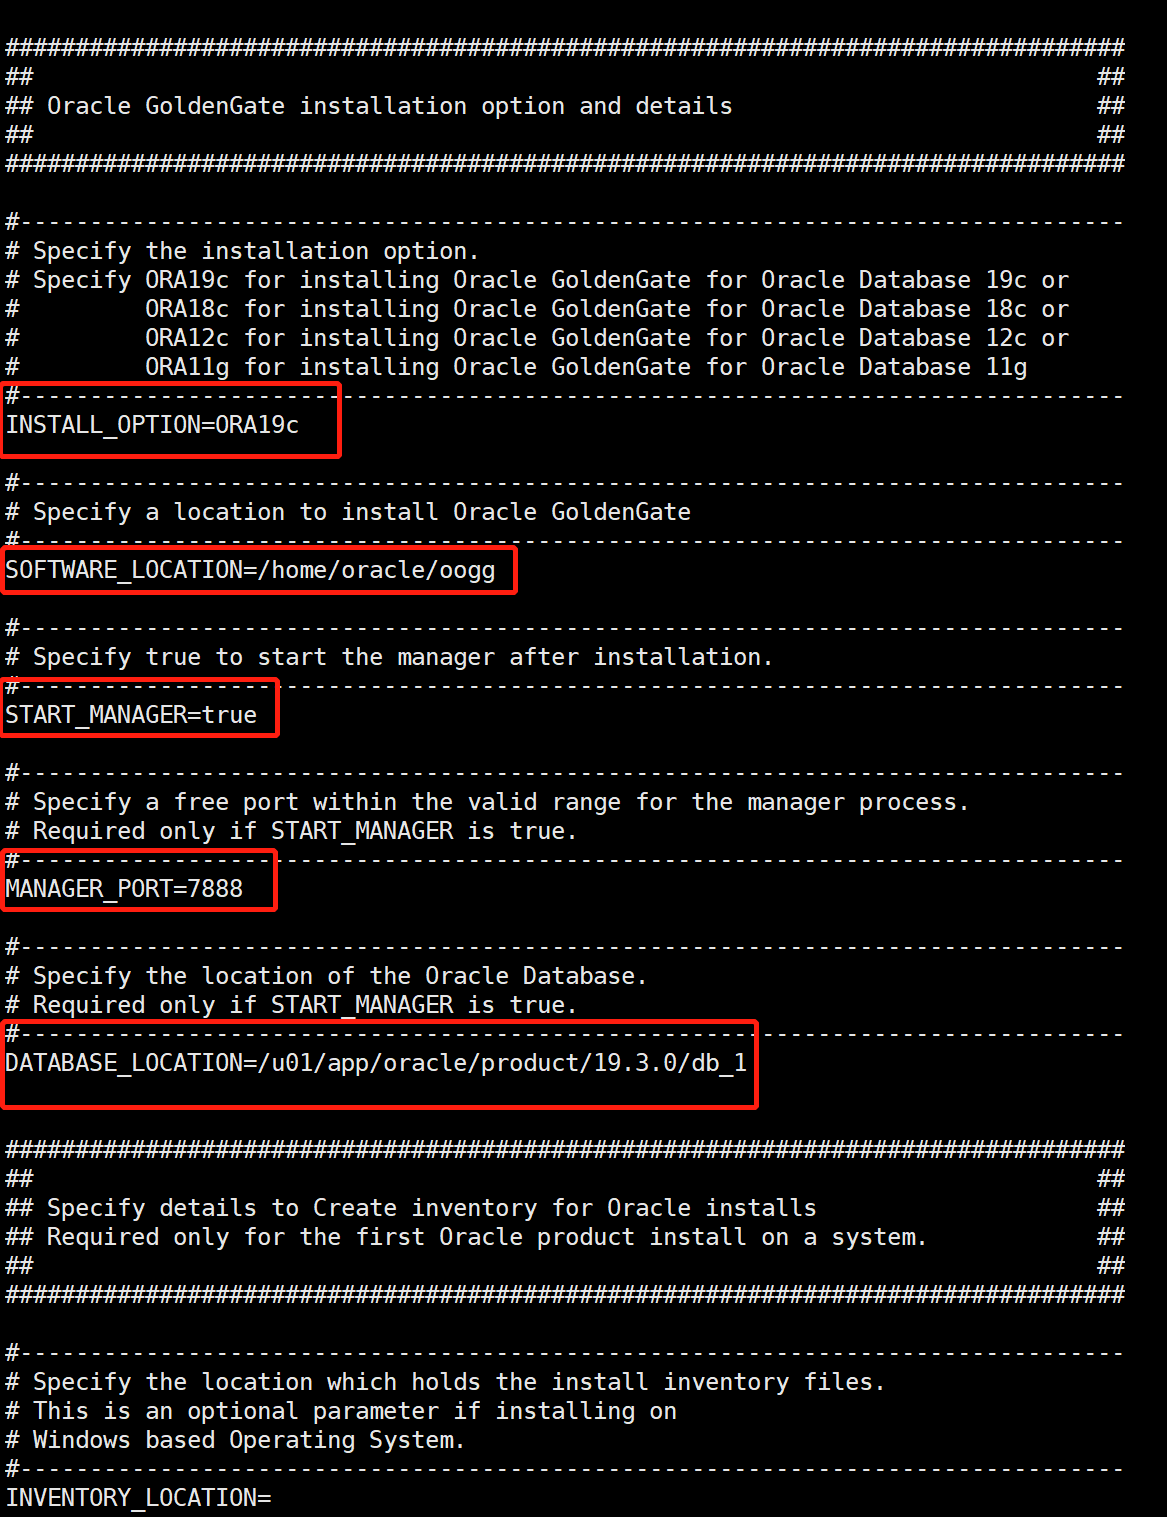 ################################################################################
##                                                                            ##
## Oracle GoldenGate installation option and details                          ##
##                                                                            ##
################################################################################
#-------------------------------------------------------------------------------
# Specify the installation option.
# Specify ORA19c for installing Oracle GoldenGate for Oracle Database 19c or
#         ORA18c for installing Oracle GoldenGate for Oracle Database 18c or
#         ORA12c for installing Oracle GoldenGate for Oracle Database 12c or
#         ORA11g for installing Oracle GoldenGate for Oracle Database 11g
#-------------------------------------------------------------------------------
INSTALL_OPTION=ORA19c
#-------------------------------------------------------------------------------
# Specify a location to install Oracle GoldenGate
#-------------------------------------------------------------------------------
SOFTWARE_LOCATION=/home/oracle/oogg
#-------------------------------------------------------------------------------
# Specify true to start the manager after installation.
#-------------------------------------------------------------------------------
START_MANAGER=true
#-------------------------------------------------------------------------------
# Specify a free port within the valid range for the manager process.
# Required only if START_MANAGER is true.
#-------------------------------------------------------------------------------
MANAGER_PORT=7888
#-------------------------------------------------------------------------------
# Specify the location of the Oracle Database.
# Required only if START_MANAGER is true.
#-------------------------------------------------------------------------------
DATABASE_LOCATION=/u01/app/oracle/product/19.3.0/db_1
################################################################################
##                                                                            ##
## Specify details to Create inventory for Oracle installs                    ##
## Required only for the first Oracle product install on a system.            ##
##                                                                            ##
################################################################################
#-------------------------------------------------------------------------------
# Specify the location which holds the install inventory files.
# This is an optional parameter if installing on
# Windows based Operating System.
#-------------------------------------------------------------------------------
INVENTORY_LOCATION=